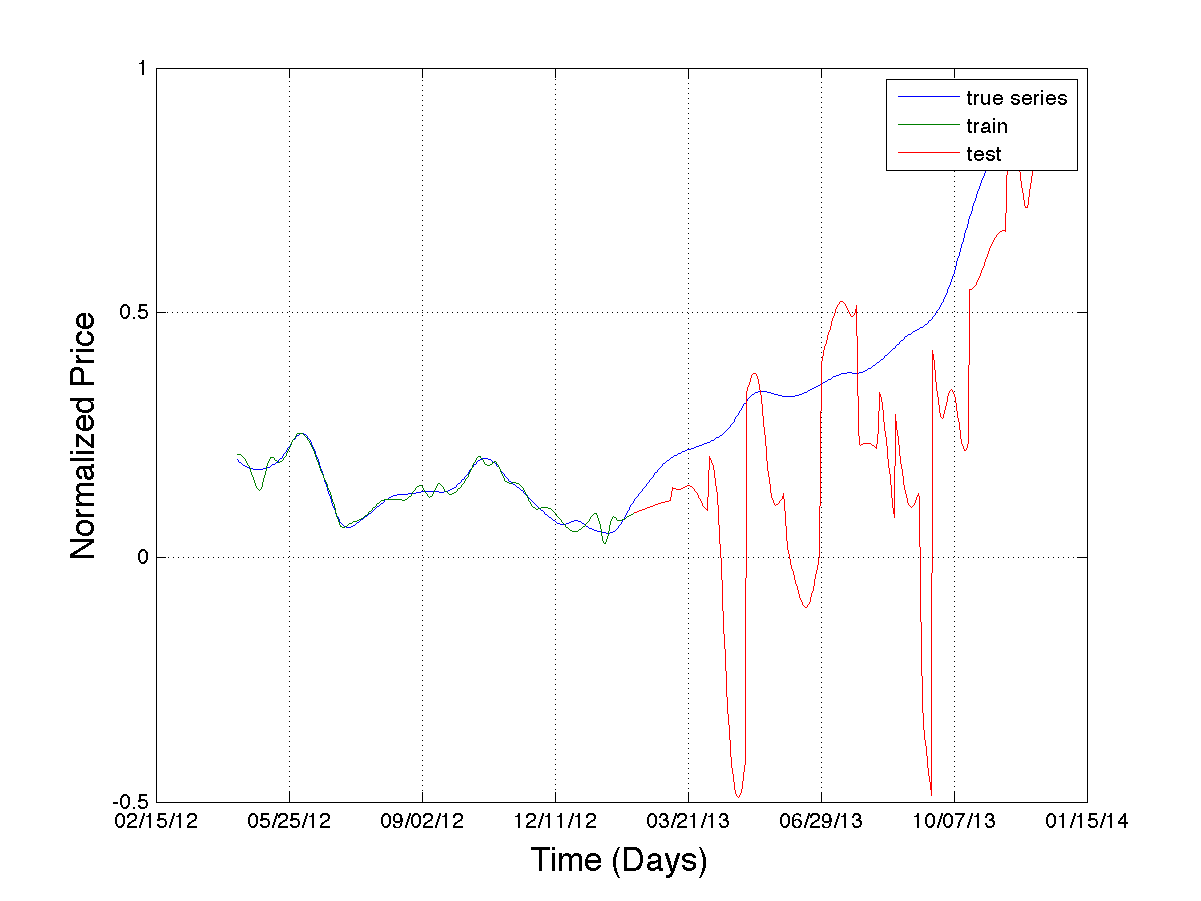 1
true series
train
test
0.5
Normalized Price
0
-0.5
02/15/12 05/25/12 09/02/12 12/11/12 03/21/13 06/29/13 10/07/13 01/15/14
Time (Days)